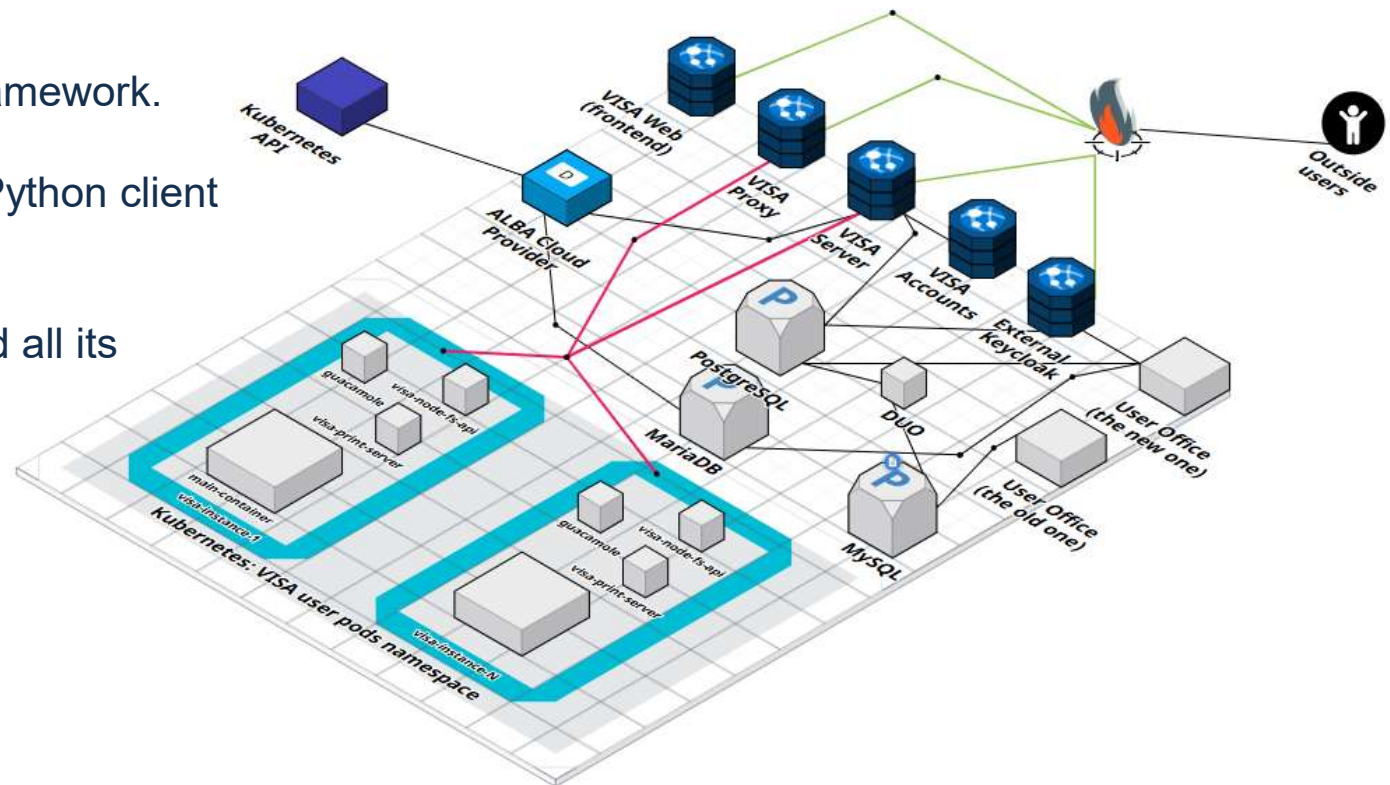 amework.
Python client
d all its
Kubernetes
API
VISA Web
(frontend)
VISA
Proxy
D
ALBA Cloud
Provider
VISA
Server
VISA
Accounts
External
Keycloak
Outside
users
P
PostgreSQL
P
MariaDB
DUO
P
MySQL
User Office
(the new one)
User Office
(the old one)
guacamole
visa-node-fs-api
visa-print-server
main-container
visa-instance-1
guacamole
visa-node-fs-api
visa-print-server
visa-instance-N
Kubernetes: VISA user pods namespace